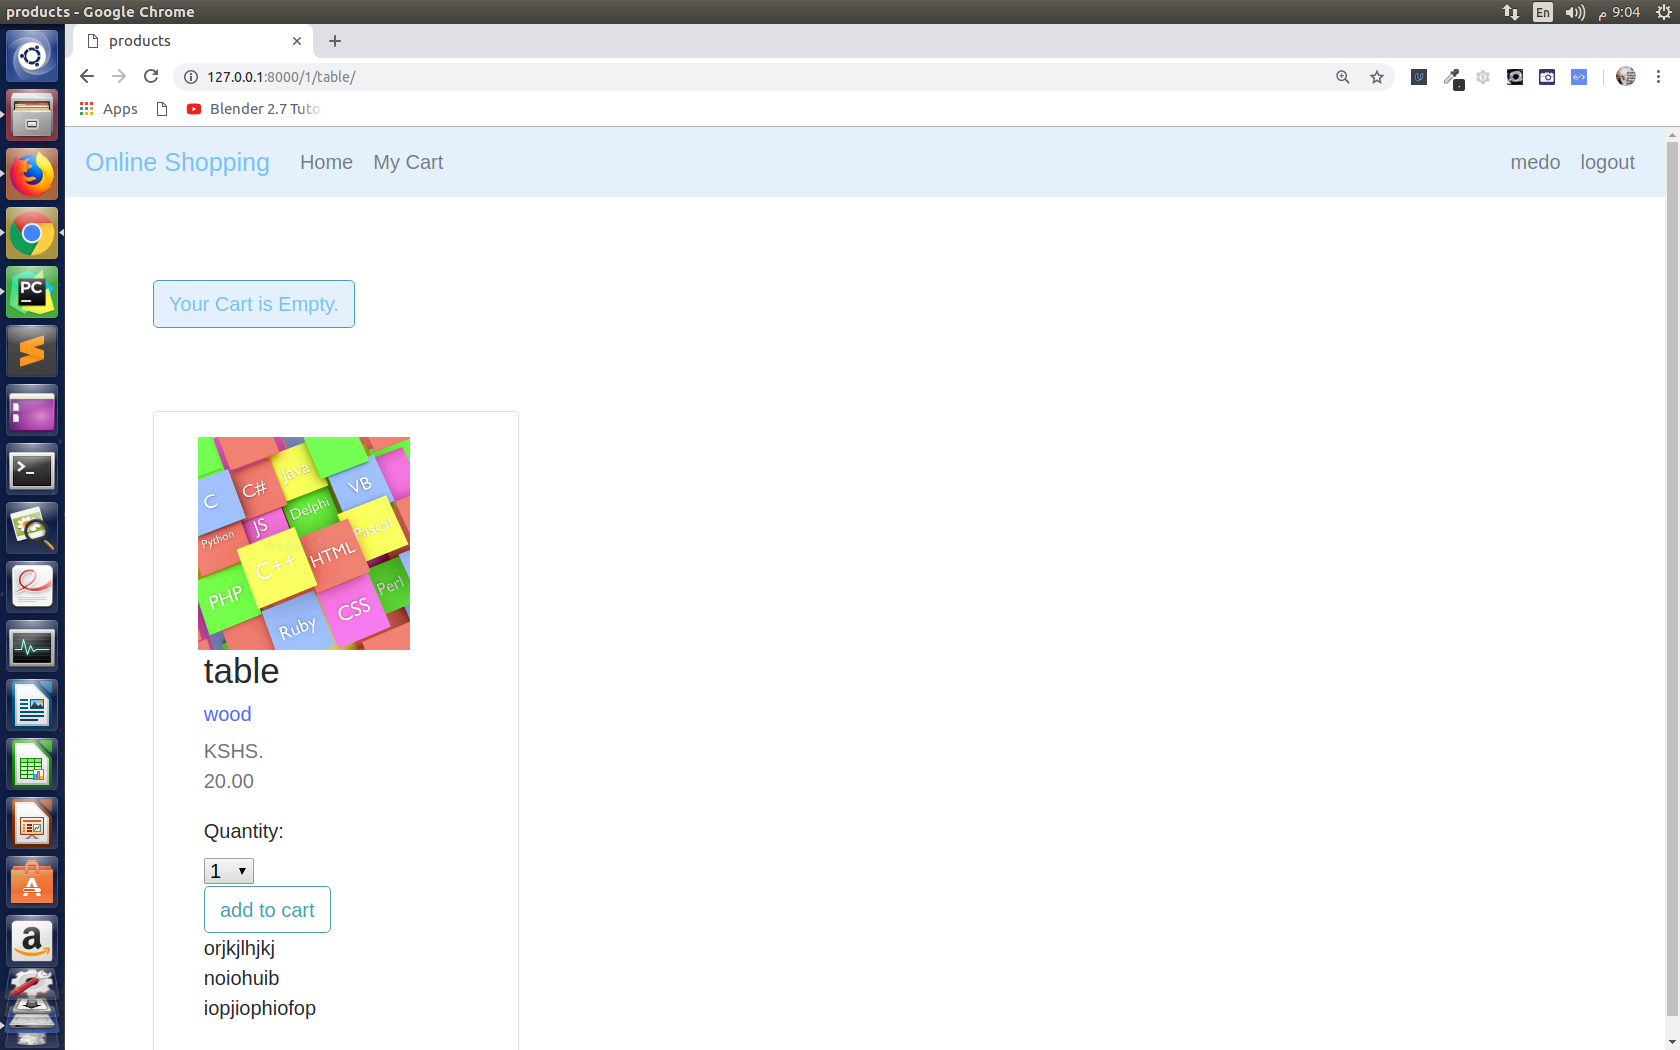 products - Google Chrome
En
9:04 م
products
127.0.0.1:8000/1/table/
Apps
Blender 2.7 Tuto
Online Shopping Home My Cart medo logout
Your Cart is Empty.
Java
C C# VB
Delphi
JS
Python Pascal
C++ HTML
PHP Perl
CSS
Ruby
table
wood
KSHS.
20.00
Quantity:
1
add to cart
orjkjlhjkj
noiohuib
iopjiophiofop
PC
a